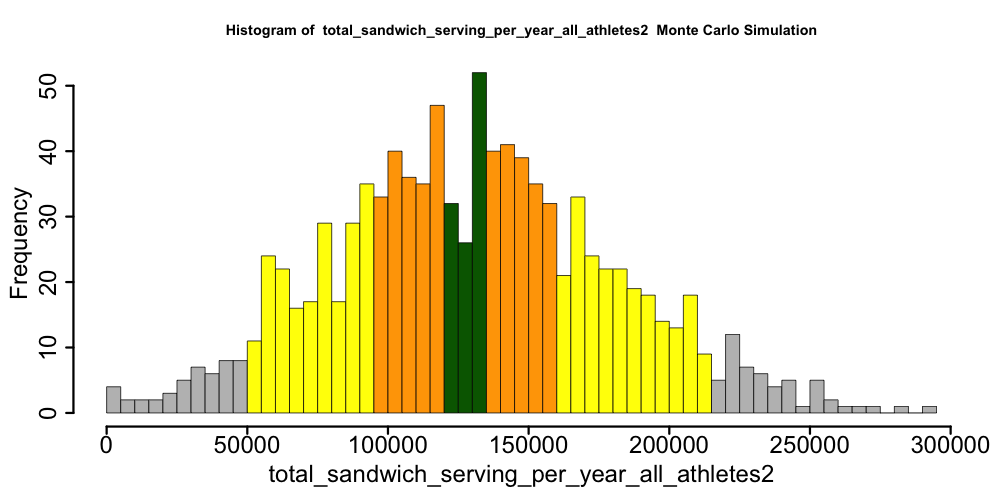 Histogram of  total_sandwich_serving_per_year_all_athletes2  Monte Carlo Simulation
Frequency
50
40
30
20
10
0
0 50000 100000 150000 200000 250000 300000
total_sandwich_serving_per_year_all_athletes2